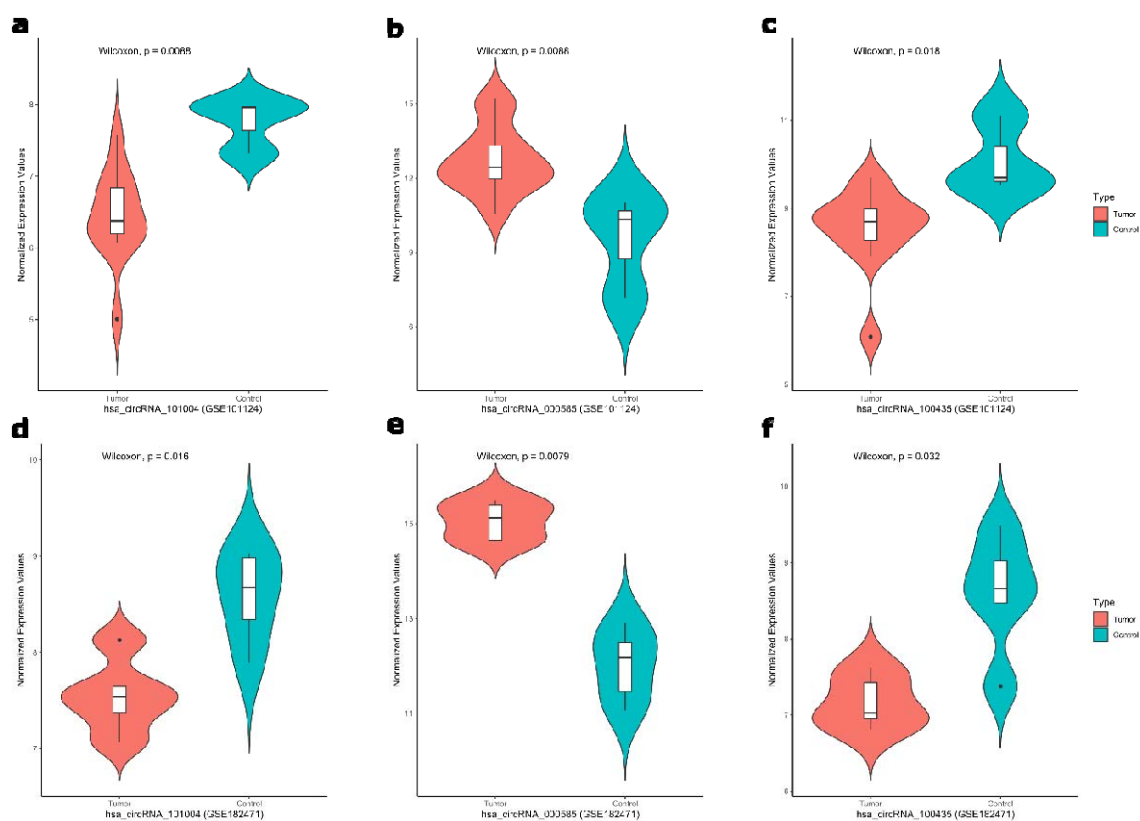 a
Wilcoxon, p = 0.0068
Normalized Expression Values
8
7
6
5
Tumor Control
hsa_circRNA_101004 (GSE101124)
b
Wilcoxon, p = 0.0066
Normalized Expression Values
15
12
9
6
Tumor Control
hsa_circRNA_000585 (GSE101124)
c
Wilcoxon, p = 0.018
Normalized Expression Values
11
9
7
5
Tumor Control
hsa_circRNA_100435 (GSE101124)
Type
Tumor
Control
d
Wilcoxon, p = 0.016
Normalized Expression Values
10
9
8
7
Tumor Control
hsa_circRNA_101004 (GSE182471)
e
Wilcoxon, p = 0.0079
Normalized Expression Values
15
13
11
Tumor Control
hsa_circRNA_000585 (GSE182471)
f
Wilcoxon, p = 0.032
Normalized Expression Values
10
9
8
7
6
Tumor Control
hsa_circRNA_100435 (GSE182471)
Type
Tumor
Control